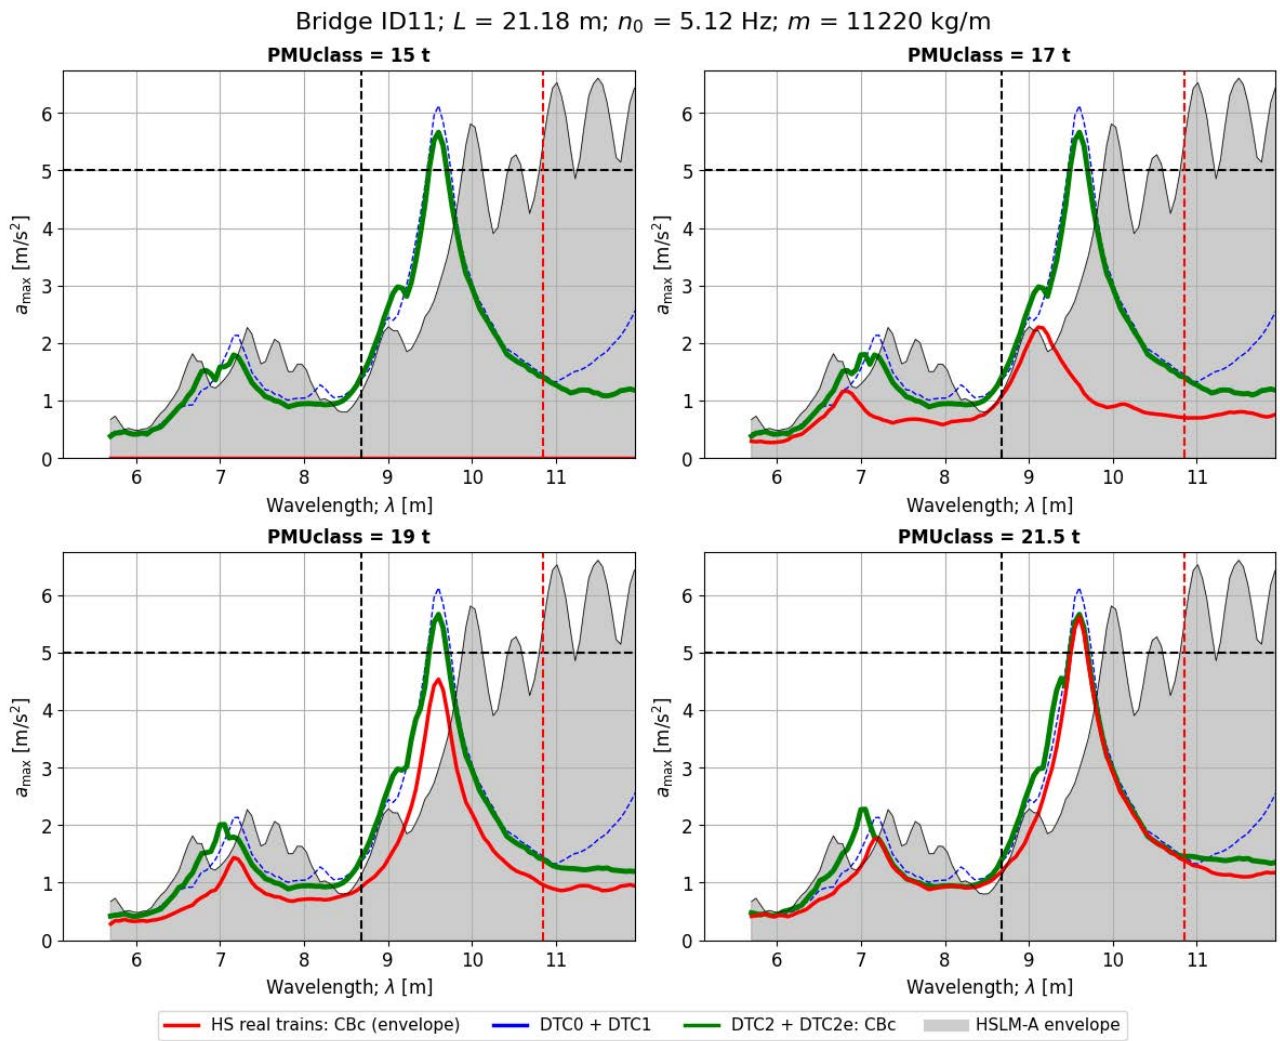 Bridge ID11; L = 21.18 m; n₀ = 5.12 Hz; m = 11220 kg/m
PMUclass = 15 t
6
5
4
3
2
1
0
a_max [m/s²]
6 7 8 9 10 11
Wavelength; λ [m]
PMUclass = 17 t
6
5
4
3
2
1
0
a_max [m/s²]
6 7 8 9 10 11
Wavelength; λ [m]
PMUclass = 19 t
6
5
4
3
2
1
0
a_max [m/s²]
6 7 8 9 10 11
Wavelength; λ [m]
PMUclass = 21.5 t
6
5
4
3
2
1
0
a_max [m/s²]
6 7 8 9 10 11
Wavelength; λ [m]
HS real trains: CBc (envelope) DTC0 + DTC1 DTC2 + DTC2e: CBc HSLM-A envelope